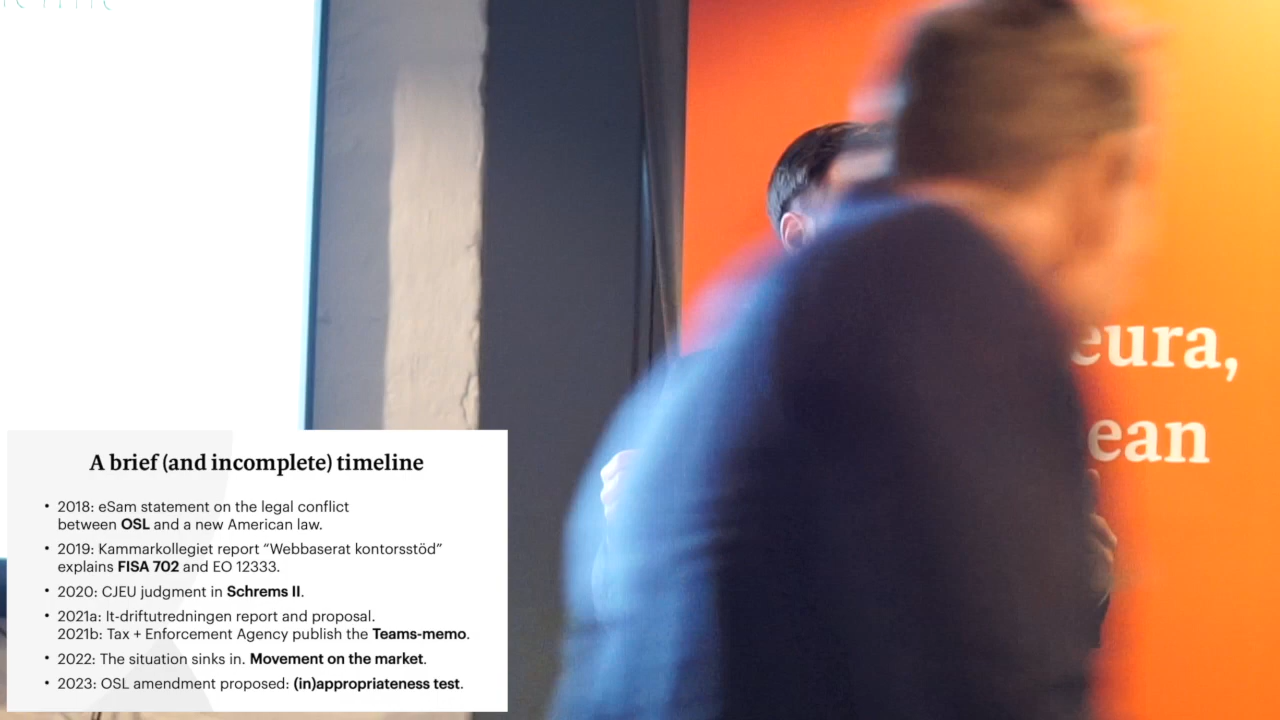 eura,
ean
A brief (and incomplete) timeline
• 2018: eSam statement on the legal conflict
between OSL and a new American law.
• 2019: Kammarkollegiet report “Webbaserat kontorsstöd”
explains FISA 702 and EO 12333.
• 2020: CJEU judgment in Schrems II.
• 2021a: It-driftutredningen report and proposal.
2021b: Tax + Enforcement Agency publish the Teams-memo.
• 2022: The situation sinks in. Movement on the market.
• 2023: OSL amendment proposed: (in)appropriateness test.